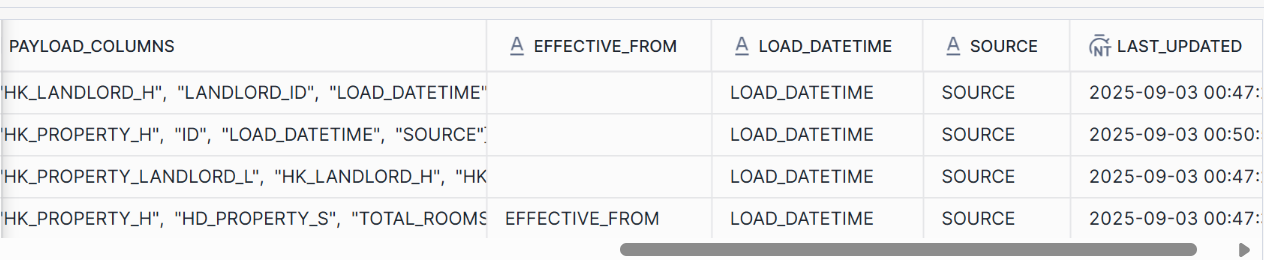 PAYLOAD_COLUMNS A EFFECTIVE_FROM A LOAD_DATETIME A SOURCE NT LAST_UPDATED
"HK_LANDLORD_H", "LANDLORD_ID", "LOAD_DATETIME" LOAD_DATETIME SOURCE 2025-09-03 00:47:
"HK_PROPERTY_H", "ID", "LOAD_DATETIME", "SOURCE"] LOAD_DATETIME SOURCE 2025-09-03 00:50:
"HK_PROPERTY_LANDLORD_L", "HK_LANDLORD_H", "HK LOAD_DATETIME SOURCE 2025-09-03 00:47:
"HK_PROPERTY_H", "HD_PROPERTY_S", "TOTAL_ROOMS EFFECTIVE_FROM LOAD_DATETIME SOURCE 2025-09-03 00:47: